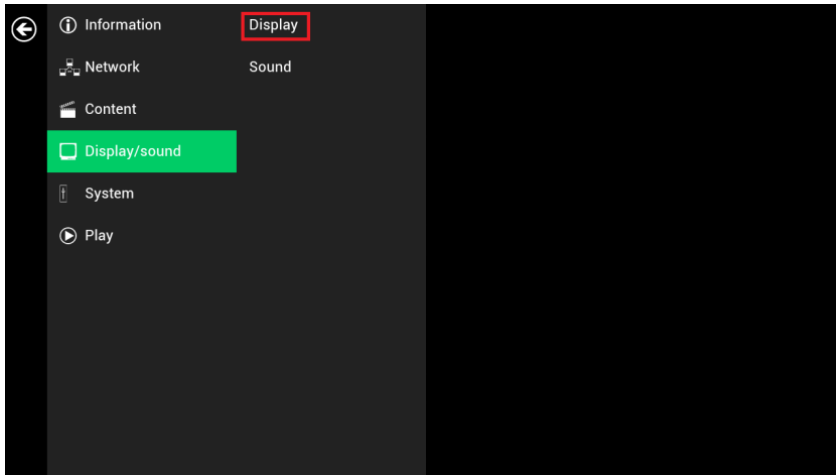 Information
Network
Content
Display/sound
System
Play
Display
Sound